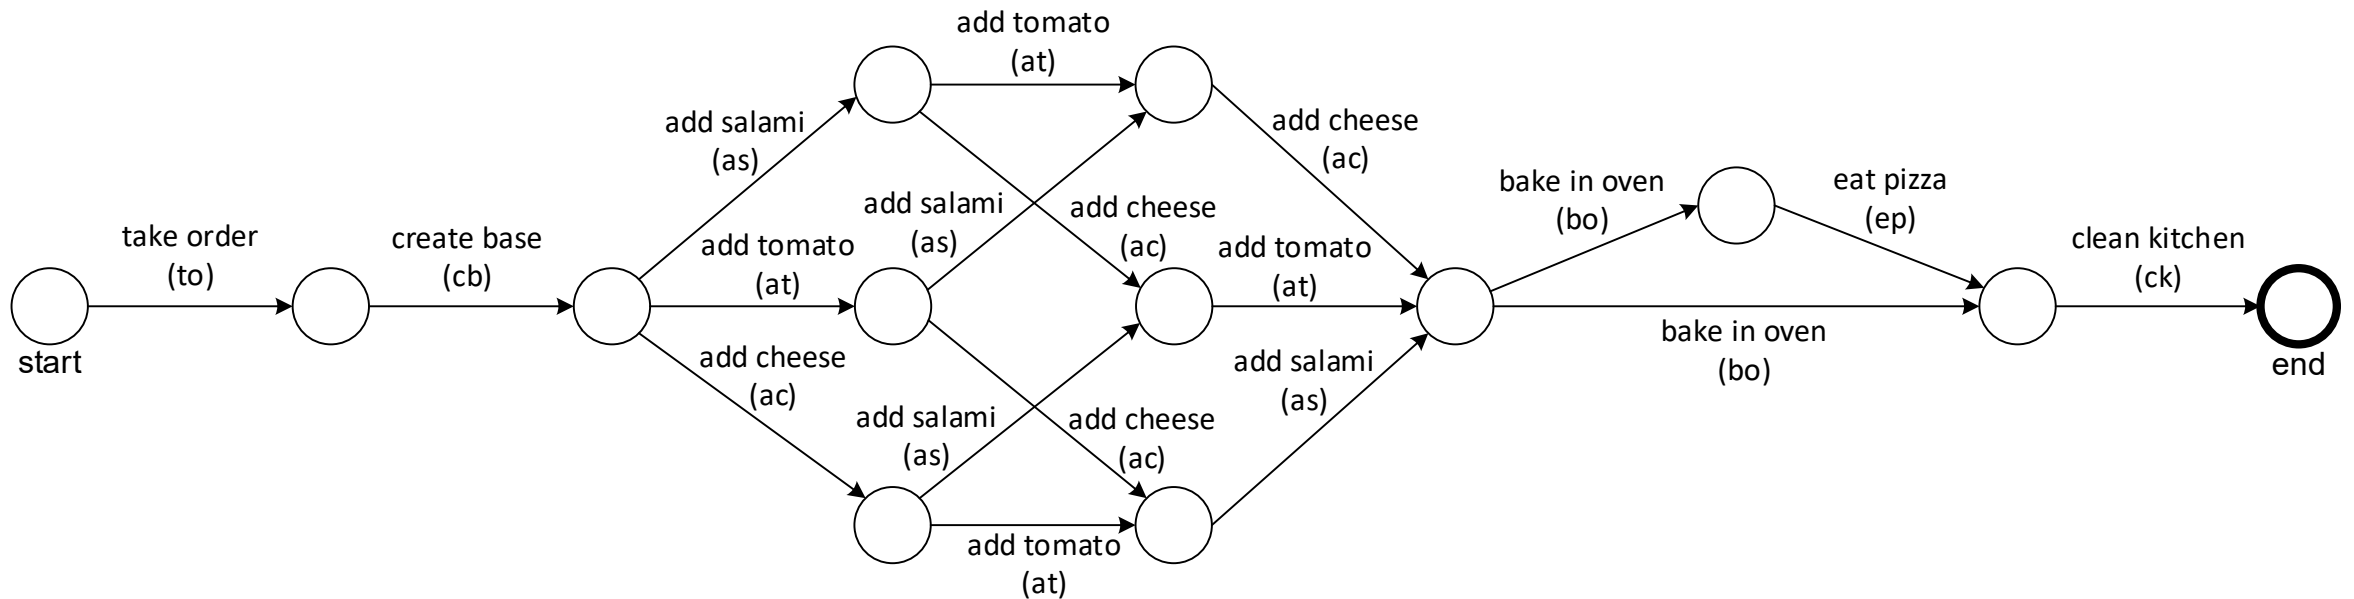 add tomato
(at)
add salami
(as)
add cheese
(ac)
bake in oven
(bo)
eat pizza
(ep)
take order
(to)
create base
(cb)
add tomato
(at)
add salami
(as)
add cheese
(ac)
add tomato
(at)
clean kitchen
(ck)
start
add cheese
(ac)
add salami
(as)
bake in oven
(bo)
end
add salami
(as)
add cheese
(ac)
add tomato
(at)